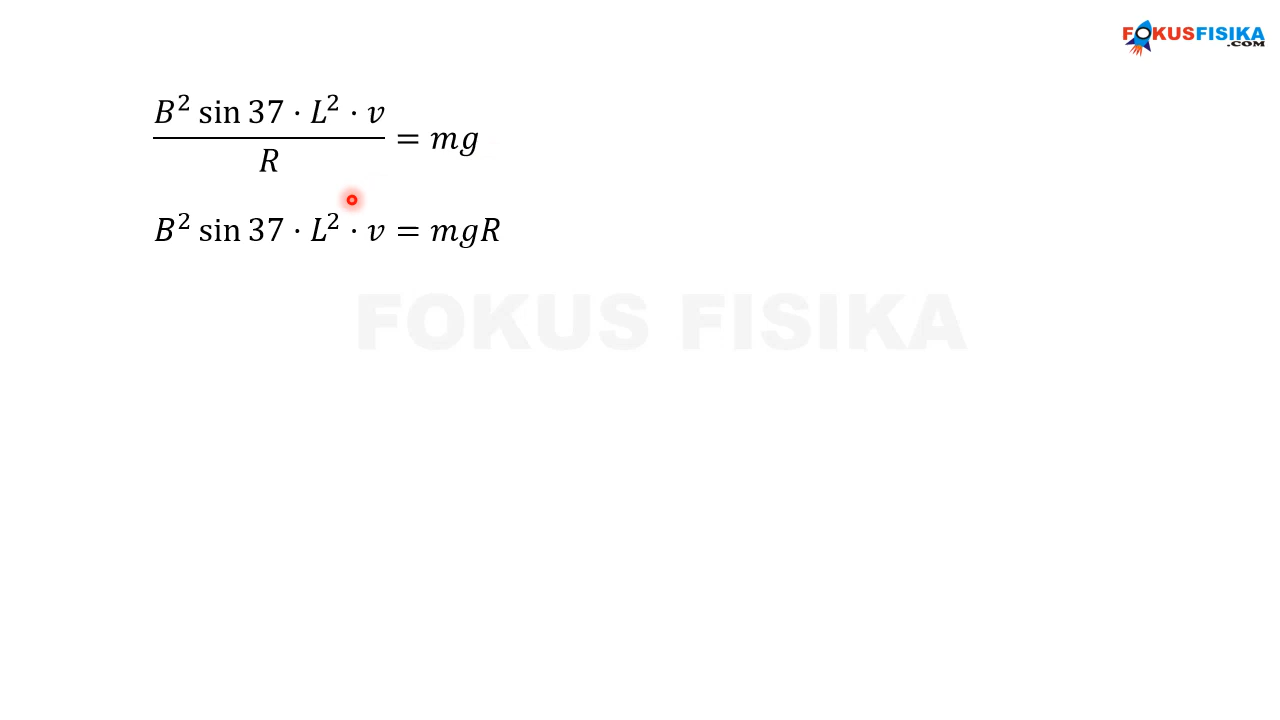 FOKUSFISIKA
.COM
B² sin 37 · L² · v / R = mg
B² sin 37 · L² · v = mgR
FOKUS FISIKA